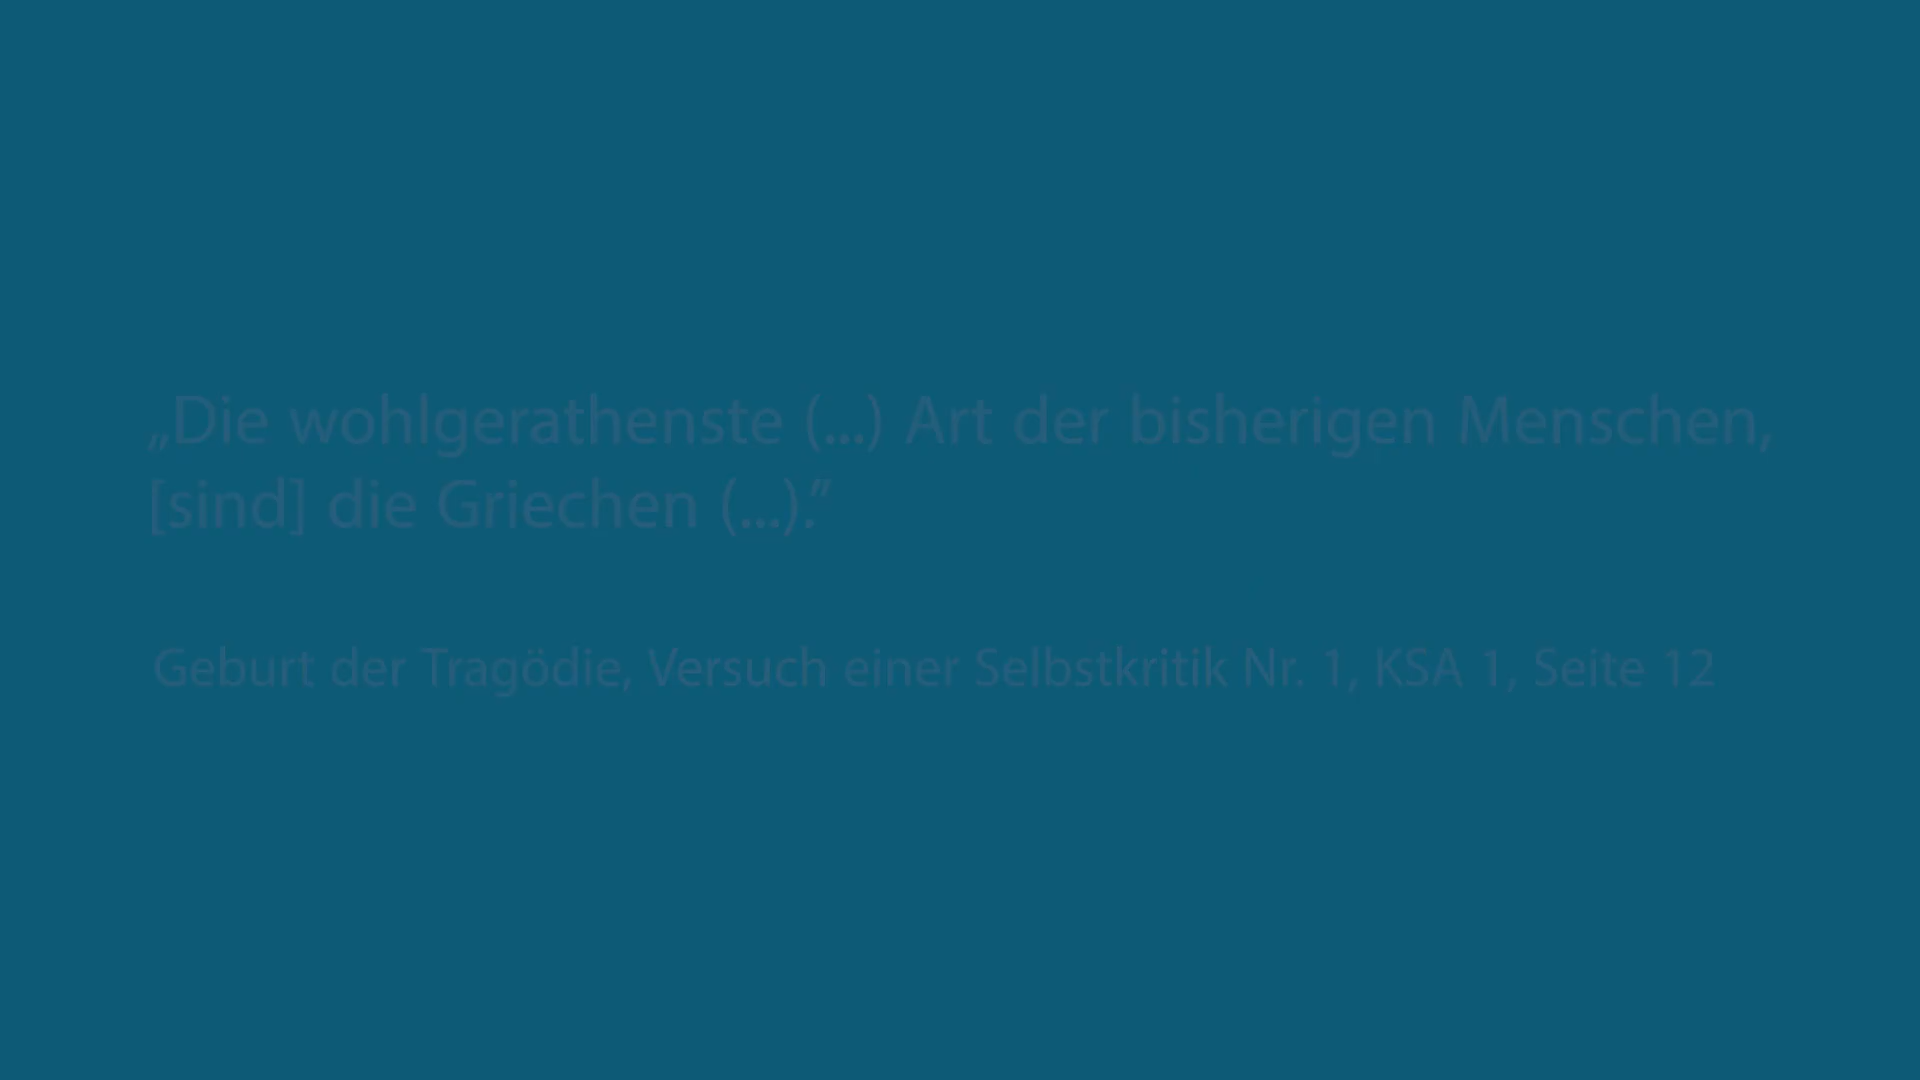 „Die wohlgerathenste (...) Art der bisherigen Menschen,
[sind] die Griechen (...).”
Geburt der Tragödie, Versuch einer Selbstkritik Nr. 1, KSA 1, Seite 12